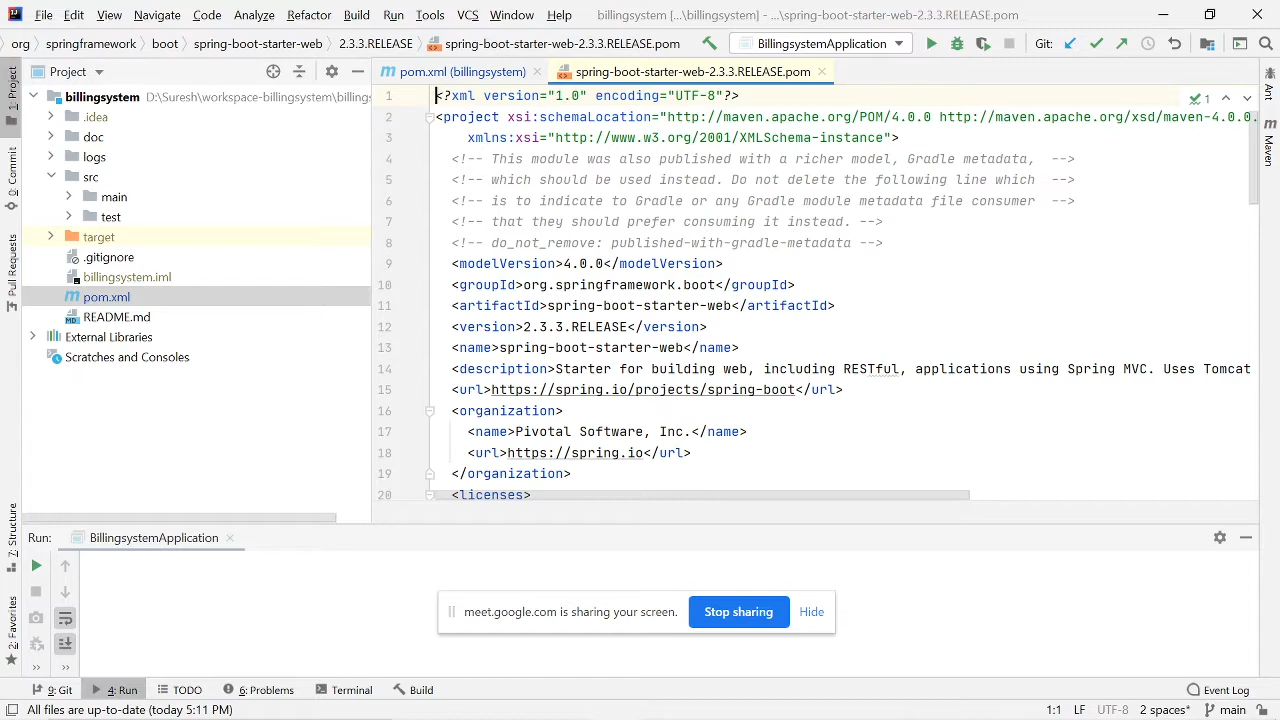 File Edit View Navigate Code Analyze Refactor Build Run Tools VCS Window Help billingsystem [...\billingsystem] - ...\spring-boot-starter-web-2.3.3.RELEASE.pom
org springframework boot spring-boot-starter-web 2.3.3.RELEASE spring-boot-starter-web-2.3.3.RELEASE.pom BillingsystemApplication Git:
Project pom.xml (billingsystem) spring-boot-starter-web-2.3.3.RELEASE.pom
1: Project
0: Commit
Pull Requests
7: Structure
2: Favorites
billingsystem D:\Suresh\workspace-billingsystem\billings
.idea
doc
logs
src
main
test
target
.gitignore
billingsystem.iml
pom.xml
README.md
External Libraries
Scratches and Consoles
1 <?xml version="1.0" encoding="UTF-8"?>
2 <project xsi:schemaLocation="http://maven.apache.org/POM/4.0.0 http://maven.apache.org/xsd/maven-4.0.0.
3 xmlns:xsi="http://www.w3.org/2001/XMLSchema-instance">
4 <!-- This module was also published with a richer model, Gradle metadata,  -->
5 <!-- which should be used instead. Do not delete the following line which  -->
6 <!-- is to indicate to Gradle or any Gradle module metadata file consumer  -->
7 <!-- that they should prefer consuming it instead. -->
8 <!-- do_not_remove: published-with-gradle-metadata -->
9 <modelVersion>4.0.0</modelVersion>
10 <groupId>org.springframework.boot</groupId>
11 <artifactId>spring-boot-starter-web</artifactId>
12 <version>2.3.3.RELEASE</version>
13 <name>spring-boot-starter-web</name>
14 <description>Starter for building web, including RESTful, applications using Spring MVC. Uses Tomcat
15 <url>https://spring.io/projects/spring-boot</url>
16 <organization>
17 <name>Pivotal Software, Inc.</name>
18 <url>https://spring.io</url>
19 </organization>
20 <licenses>
1
Ant
m Maven
Run: BillingsystemApplication
meet.google.com is sharing your screen. Stop sharing Hide
9: Git 4: Run TODO 6: Problems Terminal Build Event Log
All files are up-to-date (today 5:11 PM) 1:1 LF UTF-8 2 spaces* main